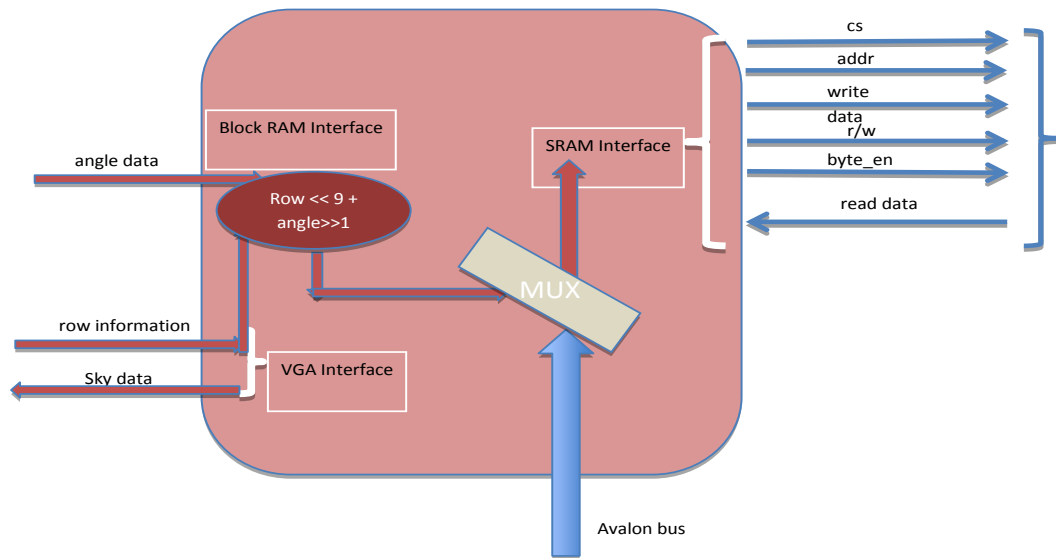 cs
addr
write
data
r/w
byte_en
read data
Block RAM Interface
SRAM Interface
angle data
Row << 9 +
angle>>1
MUX
row information
VGA Interface
Sky data
Avalon bus